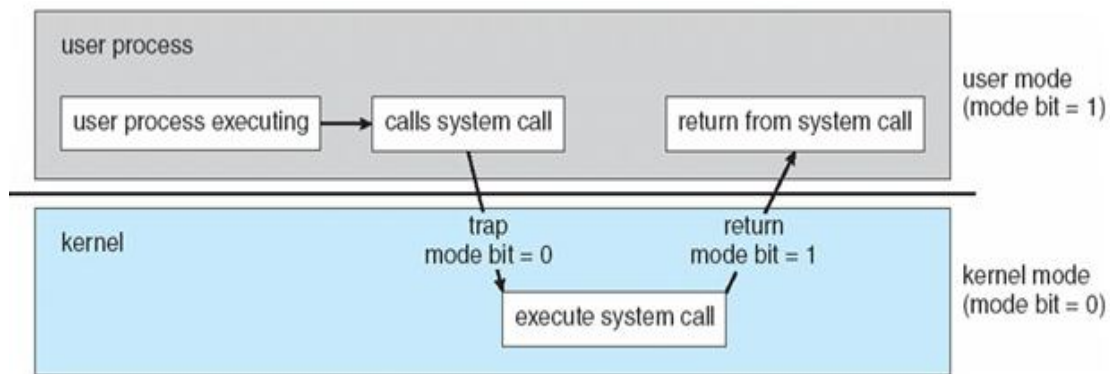 user process
user process executing
calls system call
return from system call
user mode
(mode bit = 1)
kernel
trap
mode bit = 0
return
mode bit = 1
execute system call
kernel mode
(mode bit = 0)